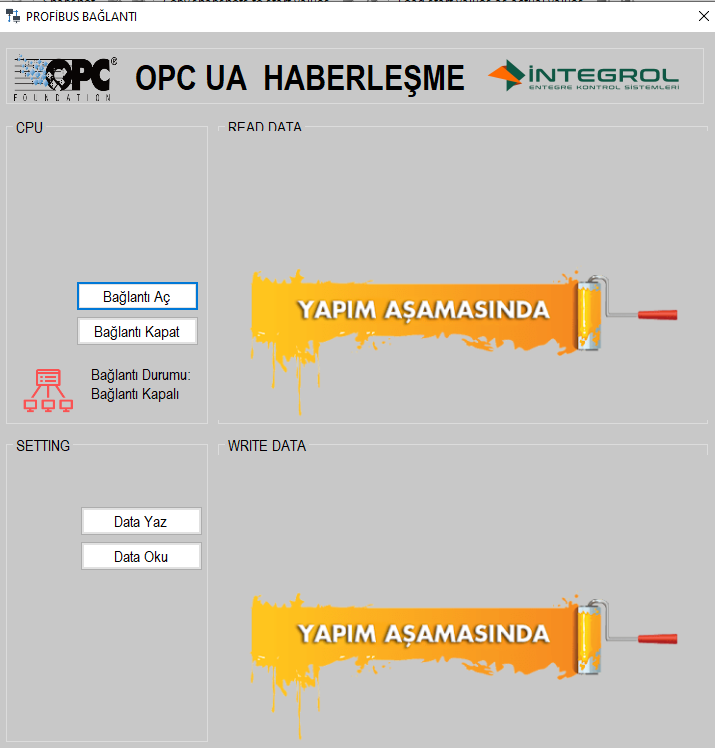 PROFİBUS BAĞLANTI
OPC®
FOUNDATION
OPC UA HABERLEŞME
İNTEGROL
ENTEGRE KONTROL SİSTEMLERİ
CPU
READ DATA
Bağlantı Aç
Bağlantı Kapat
Bağlantı Durumu:
Bağlantı Kapalı
YAPIM AŞAMASINDA
SETTING
WRITE DATA
Data Yaz
Data Oku
YAPIM AŞAMASINDA